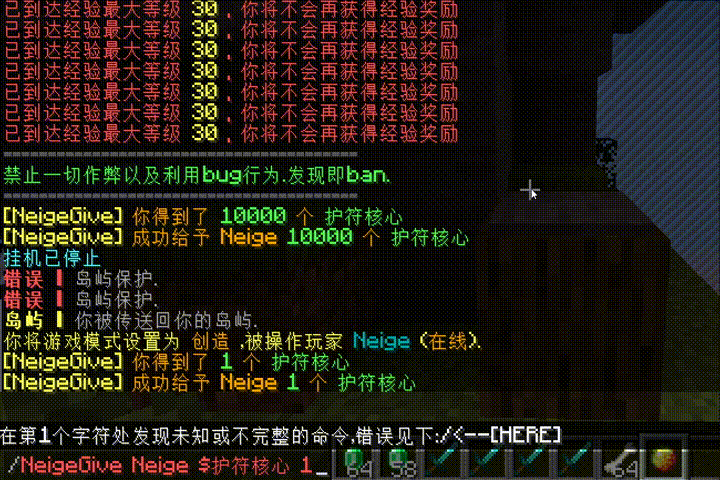 已到达经验最大等级 30 , 你将不会再获得经验奖励
已到达经验最大等级 30 , 你将不会再获得经验奖励
已到达经验最大等级 30 , 你将不会再获得经验奖励
已到达经验最大等级 30 , 你将不会再获得经验奖励
已到达经验最大等级 30 , 你将不会再获得经验奖励
已到达经验最大等级 30 , 你将不会再获得经验奖励
已到达经验最大等级 30 , 你将不会再获得经验奖励
禁止一切作弊以及利用bug行为.发现即ban.
[NeigeGive] 你得到了 10000 个 护符核心
[NeigeGive] 成功给予 Neige 10000 个 护符核心
挂机已停止
错误 | 岛屿保护.
错误 | 岛屿保护.
岛屿 | 你被传送回你的岛屿.
你将游戏模式设置为 创造 ,被操作玩家 Neige (在线).
[NeigeGive] 你得到了 1 个 护符核心
[NeigeGive] 成功给予 Neige 1 个 护符核心
在第1个字符处发现未知或不完整的命令,错误见下:/<--[HERE]
/NeigeGive Neige $护符核心 1_
64 58 64